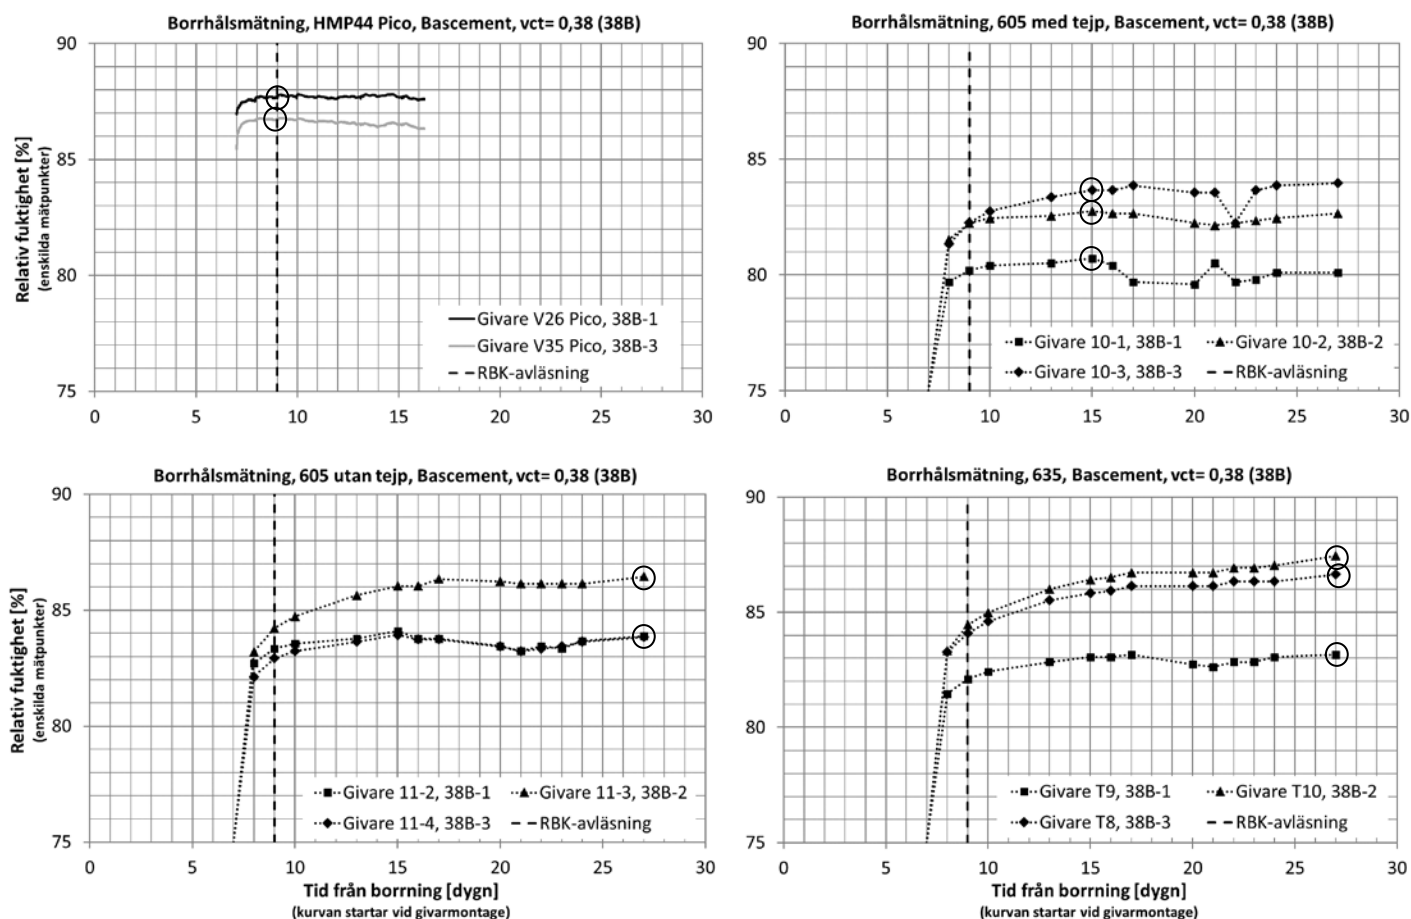 Borrhålsmätning, HMP44 Pico, Bascement, vct= 0,38 (38B)
90
85
80
75
Relativ fuktighet [%]
(enskilda mätpunkter)
Givare V26 Pico, 38B-1
Givare V35 Pico, 38B-3
RBK-avläsning
0 5 10 15 20 25 30
Borrhålsmätning, 605 med tejp, Bascement, vct= 0,38 (38B)
90
85
80
75
Givare 10-1, 38B-1 Givare 10-2, 38B-2
Givare 10-3, 38B-3 RBK-avläsning
0 5 10 15 20 25 30
Borrhålsmätning, 605 utan tejp, Bascement, vct= 0,38 (38B)
90
85
80
75
Relativ fuktighet [%]
(enskilda mätpunkter)
Givare 11-2, 38B-1 Givare 11-3, 38B-2
Givare 11-4, 38B-3 RBK-avläsning
0 5 10 15 20 25 30
Tid från borrning [dygn]
(kurvan startar vid givarmontage)
Borrhålsmätning, 635, Bascement, vct= 0,38 (38B)
90
85
80
75
Givare T9, 38B-1 Givare T10, 38B-2
Givare T8, 38B-3 RBK-avläsning
0 5 10 15 20 25 30
Tid från borrning [dygn]
(kurvan startar vid givarmontage)